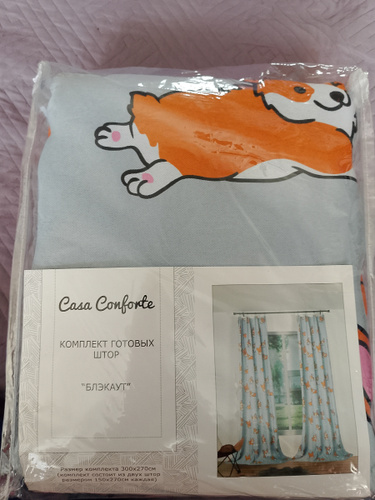 Casa Conforte
КОМПЛЕКТ ГОТОВЫХ
ШТОР
"БЛЭКАУТ"
Размер комплекта 300х270см
(комплект состоит из двух штор
размером 150х270см каждая)